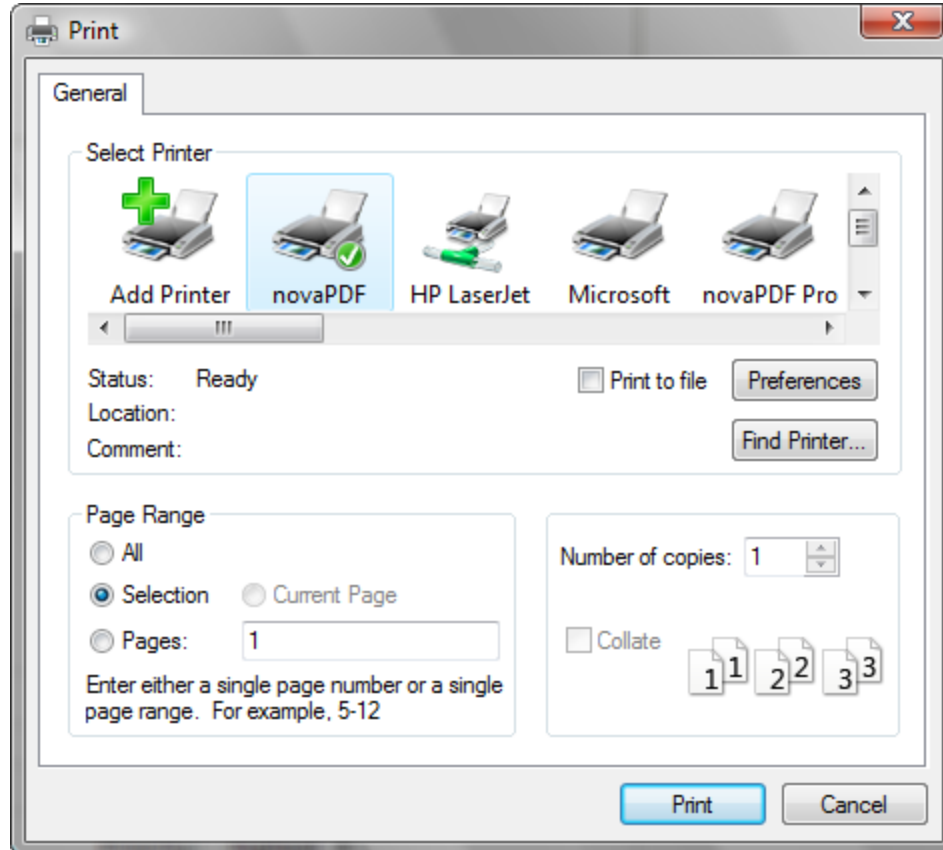 Print
General
Select Printer
Add Printer novaPDF HP LaserJet Microsoft novaPDF Pro
Status: Ready
Print to file Preferences
Location:
Comment:
Find Printer...
Page Range
All
Selection Current Page
Pages: 1
Enter either a single page number or a single
page range. For example, 5-12
Number of copies: 1
Collate
1 1 2 2 3 3
Print Cancel